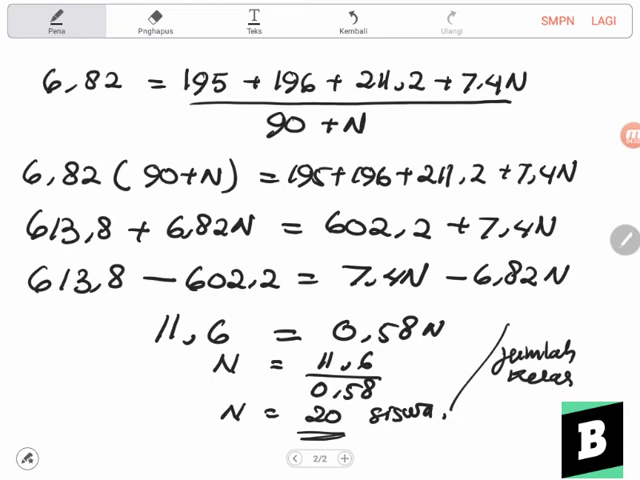 Pena Pnghapus Teks Kembali Ulangi SMPN LAGI
6,82 = 195 + 196 + 211,2 + 7,4N
90 + N
6,82 ( 90+N) = 195+196+211,2 +7,4N
613,8 + 6,82N = 602,2 + 7,4N
613,8 — 602,2 = 7,4N - 6,82N
11,6 = 0,58N
N = 11,6
0,58
N = 20 siswa.
Jumlah
Kelas
2/2
B